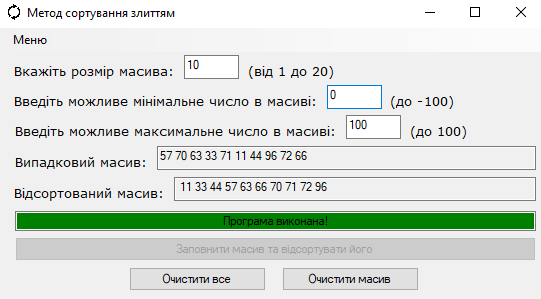 Метод сортування злиттям
Меню
Вкажіть розмір масива: 10 (від 1 до 20)
Введіть можливе мінімальне число в масиві: 0 (до -100)
Введіть можливе максимальне число в масиві: 100 (до 100)
Випадковий масив: 57 70 63 33 71 11 44 96 72 66
Відсортований масив: 11 33 44 57 63 66 70 71 72 96
Програма виконана!
Заповнити масив та відсортувати його
Очистити все Очистити масив